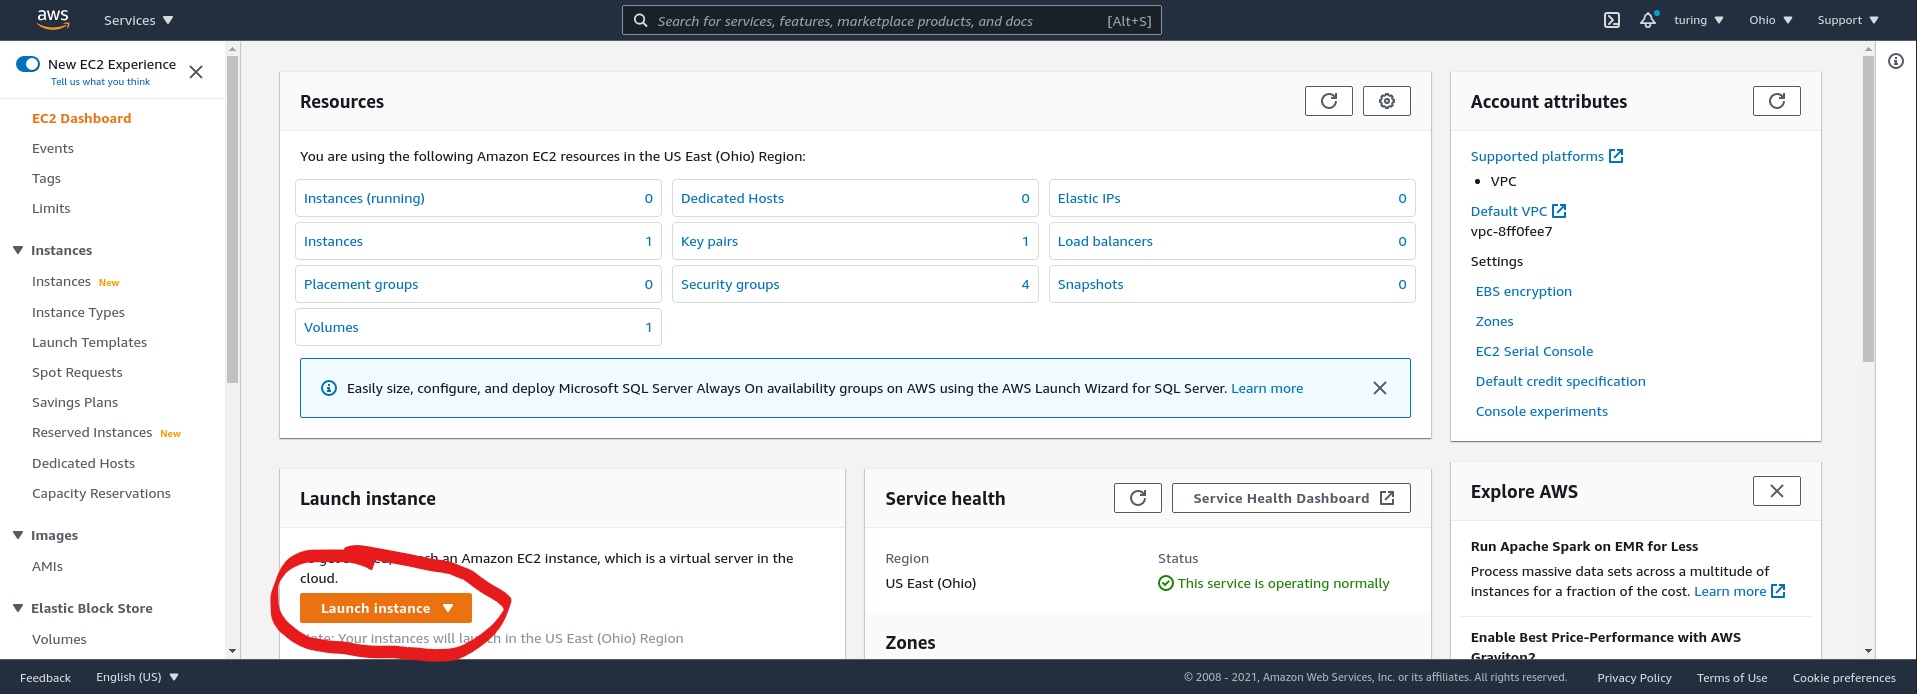 aws
Services
Search for services, features, marketplace products, and docs [Alt+S]
turing
Ohio
Support
New EC2 Experience
Tell us what you think
EC2 Dashboard
Events
Tags
Limits
Instances
Instances New
Instance Types
Launch Templates
Spot Requests
Savings Plans
Reserved Instances New
Dedicated Hosts
Capacity Reservations
Images
AMIs
Elastic Block Store
Volumes
Resources
You are using the following Amazon EC2 resources in the US East (Ohio) Region:
Instances (running) 0
Dedicated Hosts 0
Elastic IPs 0
Instances 1
Key pairs 1
Load balancers 0
Placement groups 0
Security groups 4
Snapshots 0
Volumes 1
Easily size, configure, and deploy Microsoft SQL Server Always On availability groups on AWS using the AWS Launch Wizard for SQL Server. Learn more
Launch instance
an Amazon EC2 instance, which is a virtual server in the
cloud.
Launch instance
Your instances will in the US East (Ohio) Region
Service health
Service Health Dashboard
Region
US East (Ohio)
Status
This service is operating normally
Zones
Account attributes
Supported platforms
• VPC
Default VPC
vpc-8ff0fee7
Settings
EBS encryption
Zones
EC2 Serial Console
Default credit specification
Console experiments
Explore AWS
Run Apache Spark on EMR for Less
Process massive data sets across a multitude of
instances for a fraction of the cost. Learn more
Enable Best Price-Performance with AWS
Graviton2
Feedback
English (US)
© 2008 - 2021, Amazon Web Services, Inc. or its affiliates. All rights reserved.
Privacy Policy
Terms of Use
Cookie preferences